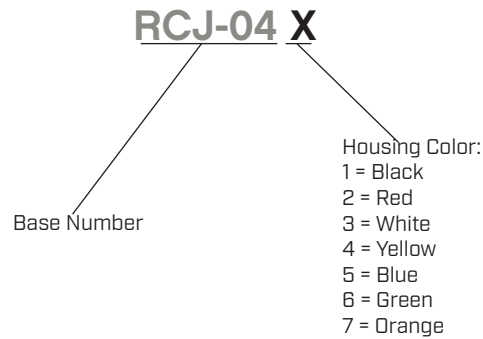 RCJ-04 X
Housing Color:
1 = Black
2 = Red
3 = White
4 = Yellow
5 = Blue
6 = Green
7 = Orange
Base Number